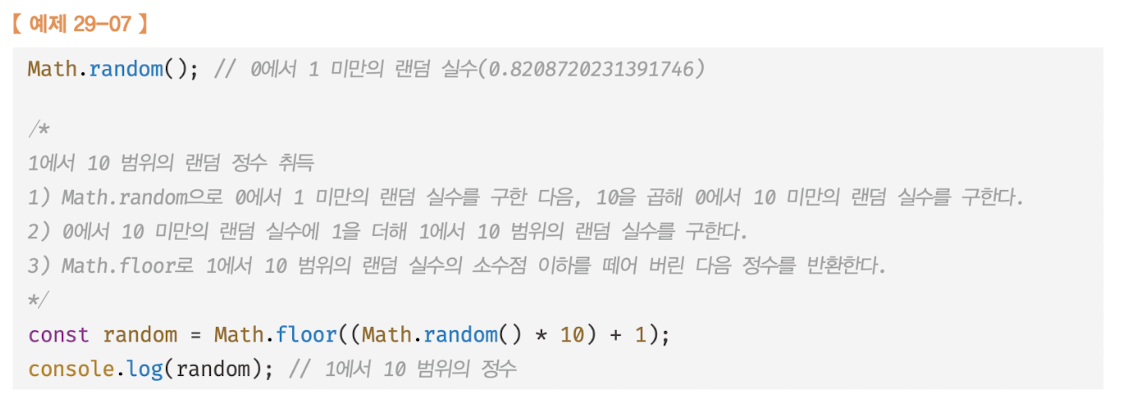 【 예제 29-07 】
Math.random(); // 0에서 1 미만의 랜덤 실수(0.8208720231391746)
/*
1에서 10 범위의 랜덤 정수 취득
1) Math.random으로 0에서 1 미만의 랜덤 실수를 구한 다음, 10을 곱해 0에서 10 미만의 랜덤 실수를 구한다.
2) 0에서 10 미만의 랜덤 실수에 1을 더해 1에서 10 범위의 랜덤 실수를 구한다.
3) Math.floor로 1에서 10 범위의 랜덤 실수의 소수점 이하를 떼어 버린 다음 정수를 반환한다.
*/
const random = Math.floor((Math.random() * 10) + 1);
console.log(random); // 1에서 10 범위의 정수